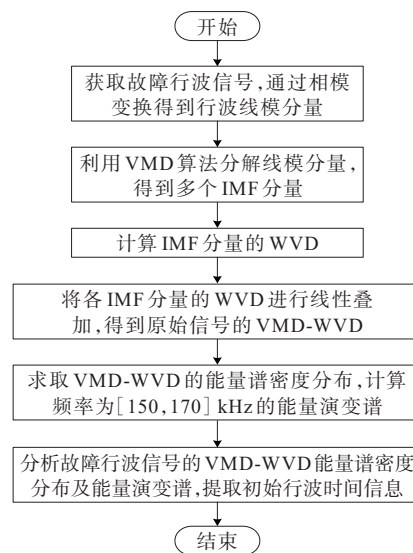 开始
获取故障行波信号,通过相模
变换得到行波线模分量
利用VMD算法分解线模分量,
得到多个IMF分量
计算IMF分量的WVD
将各IMF分量的WVD进行线性叠
加,得到原始信号的VMD-WVD
求取VMD-WVD的能量谱密度分布,计算
频率为[150,170] kHz的能量演变谱
分析故障行波信号的VMD-WVD能量谱密度
分布及能量演变谱,提取初始行波时间信息
结束